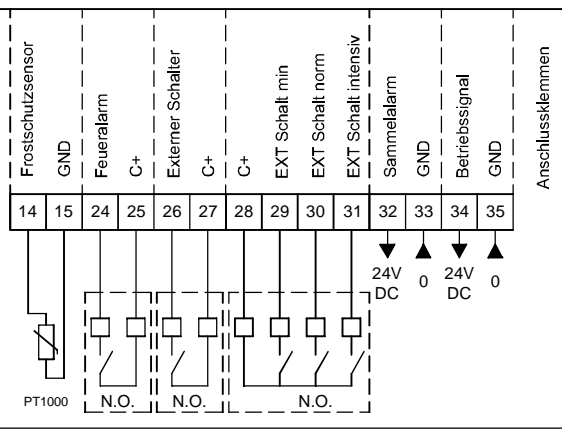 Frostschutzsensor
GND
Feueralarm
C+
Externer Schalter
C+
C+
EXT Schalt min
EXT Schalt norm
EXT Schalt intensiv
Sammelalarm
GND
Betriebssignal
GND
Anschlussklemmen
14 15 24 25 26 27 28 29 30 31 32 33 34 35
24V DC
0
24V DC
0
PT1000
N.O.
N.O.
N.O.